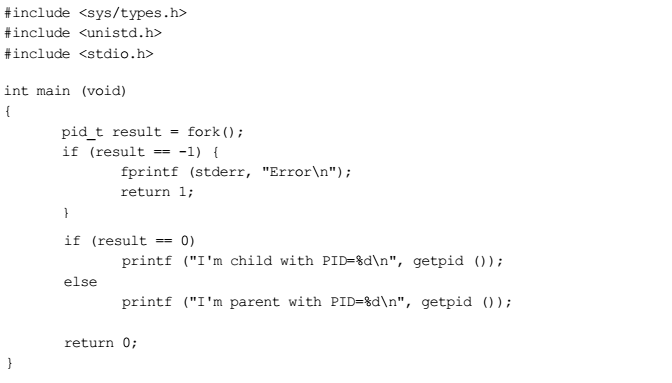 #include <sys/types.h>
#include <unistd.h>
#include <stdio.h>

int main (void)
{
       pid_t result = fork();
       if (result == -1) {
              fprintf (stderr, "Error\n");
              return 1;
       }

       if (result == 0)
              printf ("I'm child with PID=%d\n", getpid ());
       else
              printf ("I'm parent with PID=%d\n", getpid ());

       return 0;
}